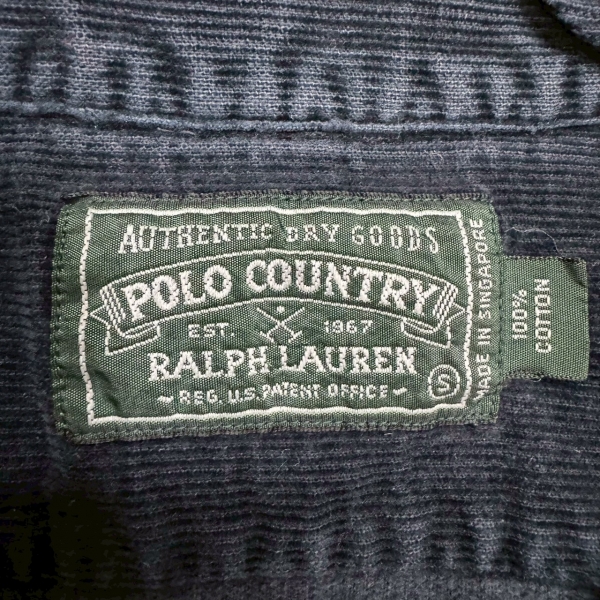 AUTHENTIC DRY GOODS
POLO COUNTRY
EST. 1967
RALPH LAUREN
~ REG. U.S. PATENT OFFICE ~
S
MADE IN SINGAPORE
100%
COTTON